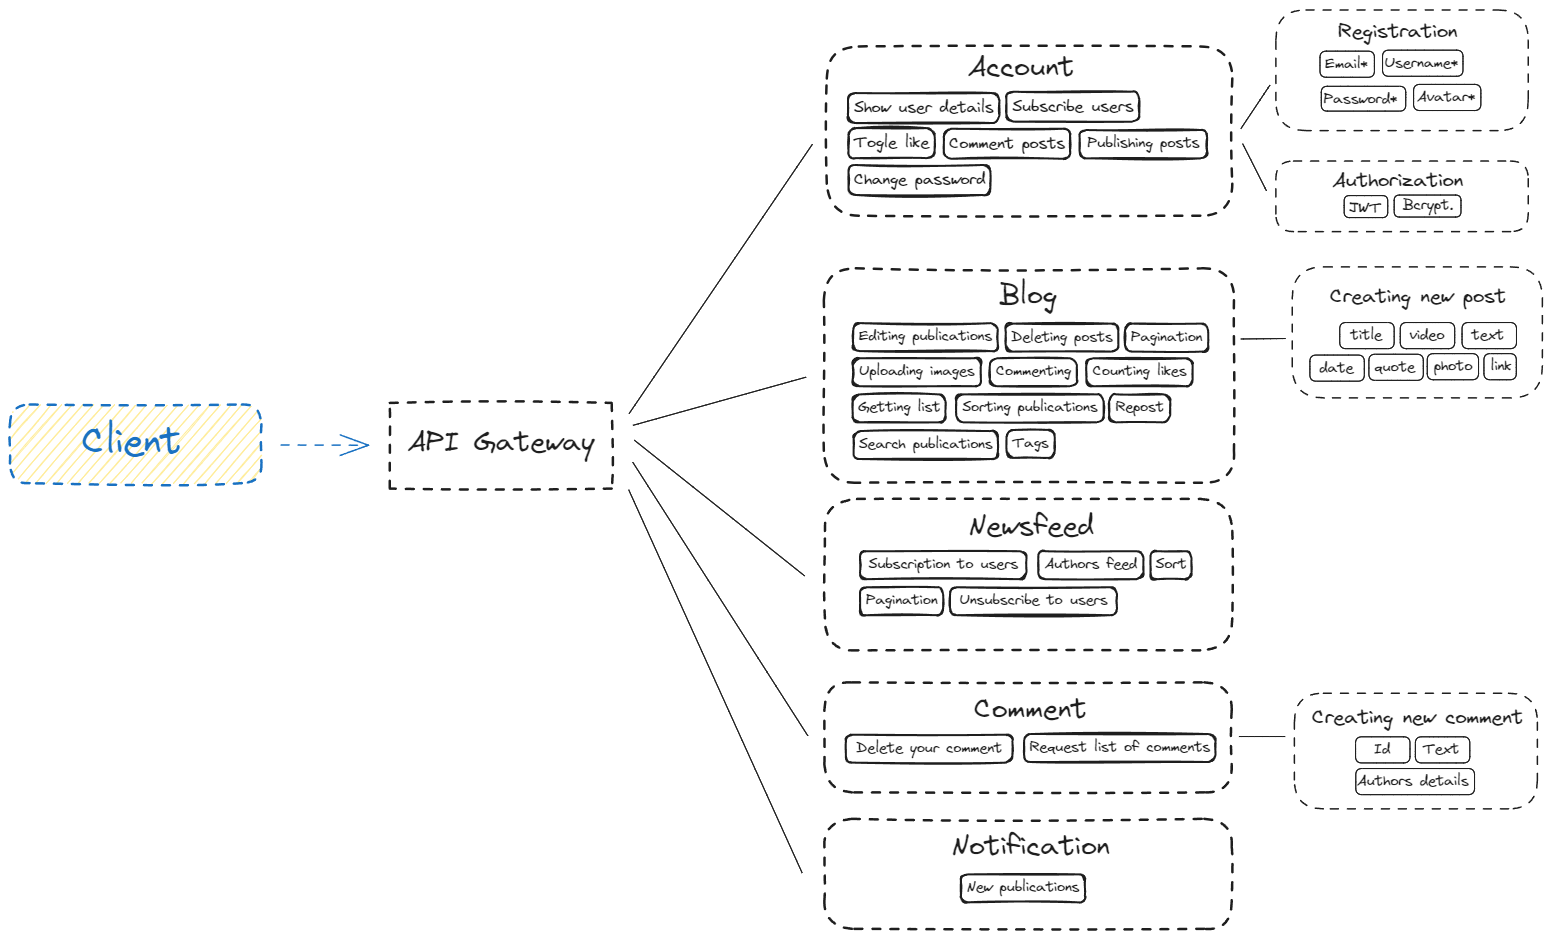 Client
API Gateway
Account
Show user details Subscribe users
Togle like Comment posts Publishing posts
Change password
Registration
Email* Username*
Password* Avatar*
Authorization
JWT Bcrypt.
Blog
Editing publications Deleting posts Pagination
Uploading images Commenting Counting likes
Getting list Sorting publications Repost
Search publications Tags
Creating new post
title video text
date quote photo link
Newsfeed
Subscription to users Authors feed Sort
Pagination Unsubscribe to users
Comment
Delete your comment Request list of comments
Creating new comment
Id Text
Authors details
Notification
New publications